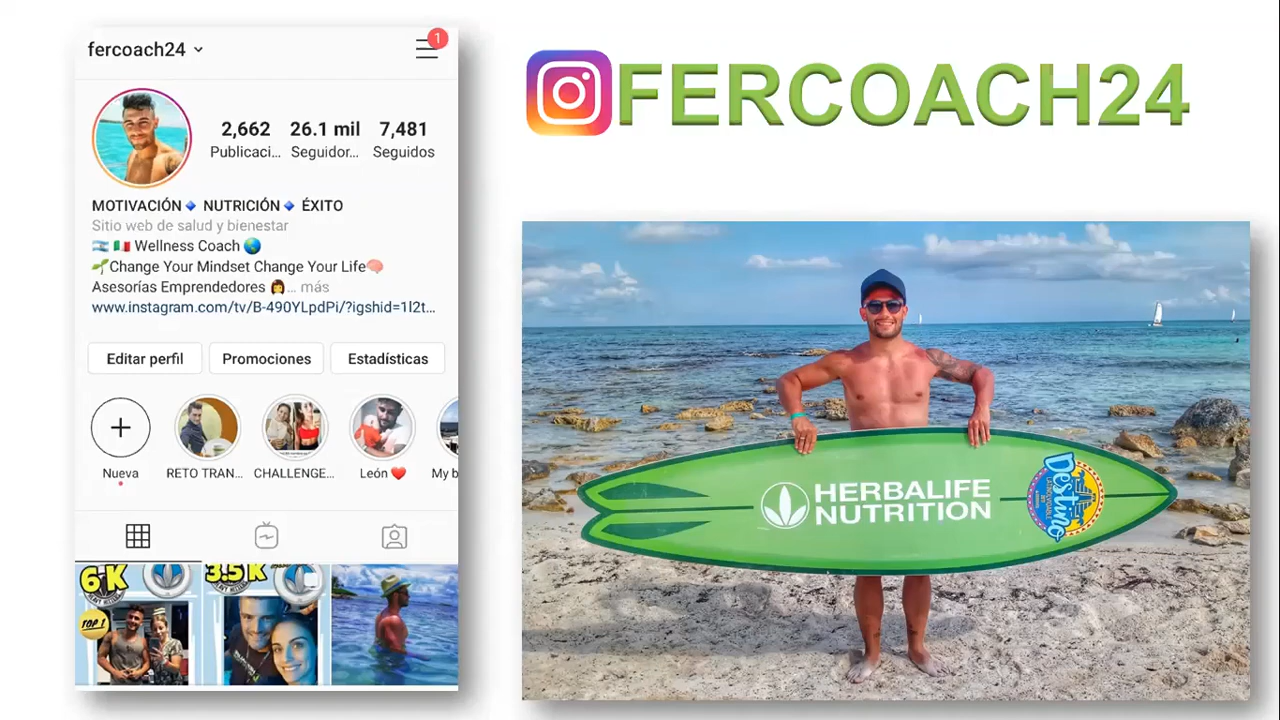 fercoach24
1
2,662 26.1 mil 7,481
Publicaci... Seguidor... Seguidos
MOTIVACIÓN🔹 NUTRICIÓN🔹 ÉXITO
Sitio web de salud y bienestar
🇦🇷 🇮🇹 Wellness Coach 🌎
🌱Change Your Mindset Change Your Life🧠
Asesorías Emprendedores 👩... más
www.instagram.com/tv/B-490YLpdPi/?igshid=1l2t...
Editar perfil Promociones Estadísticas
Nueva RETO TRAN... CHALLENGE... León ❤️ My b
6K
TOP 1
3.5K
FERCOACH24
HERBALIFE
NUTRITION
Destino